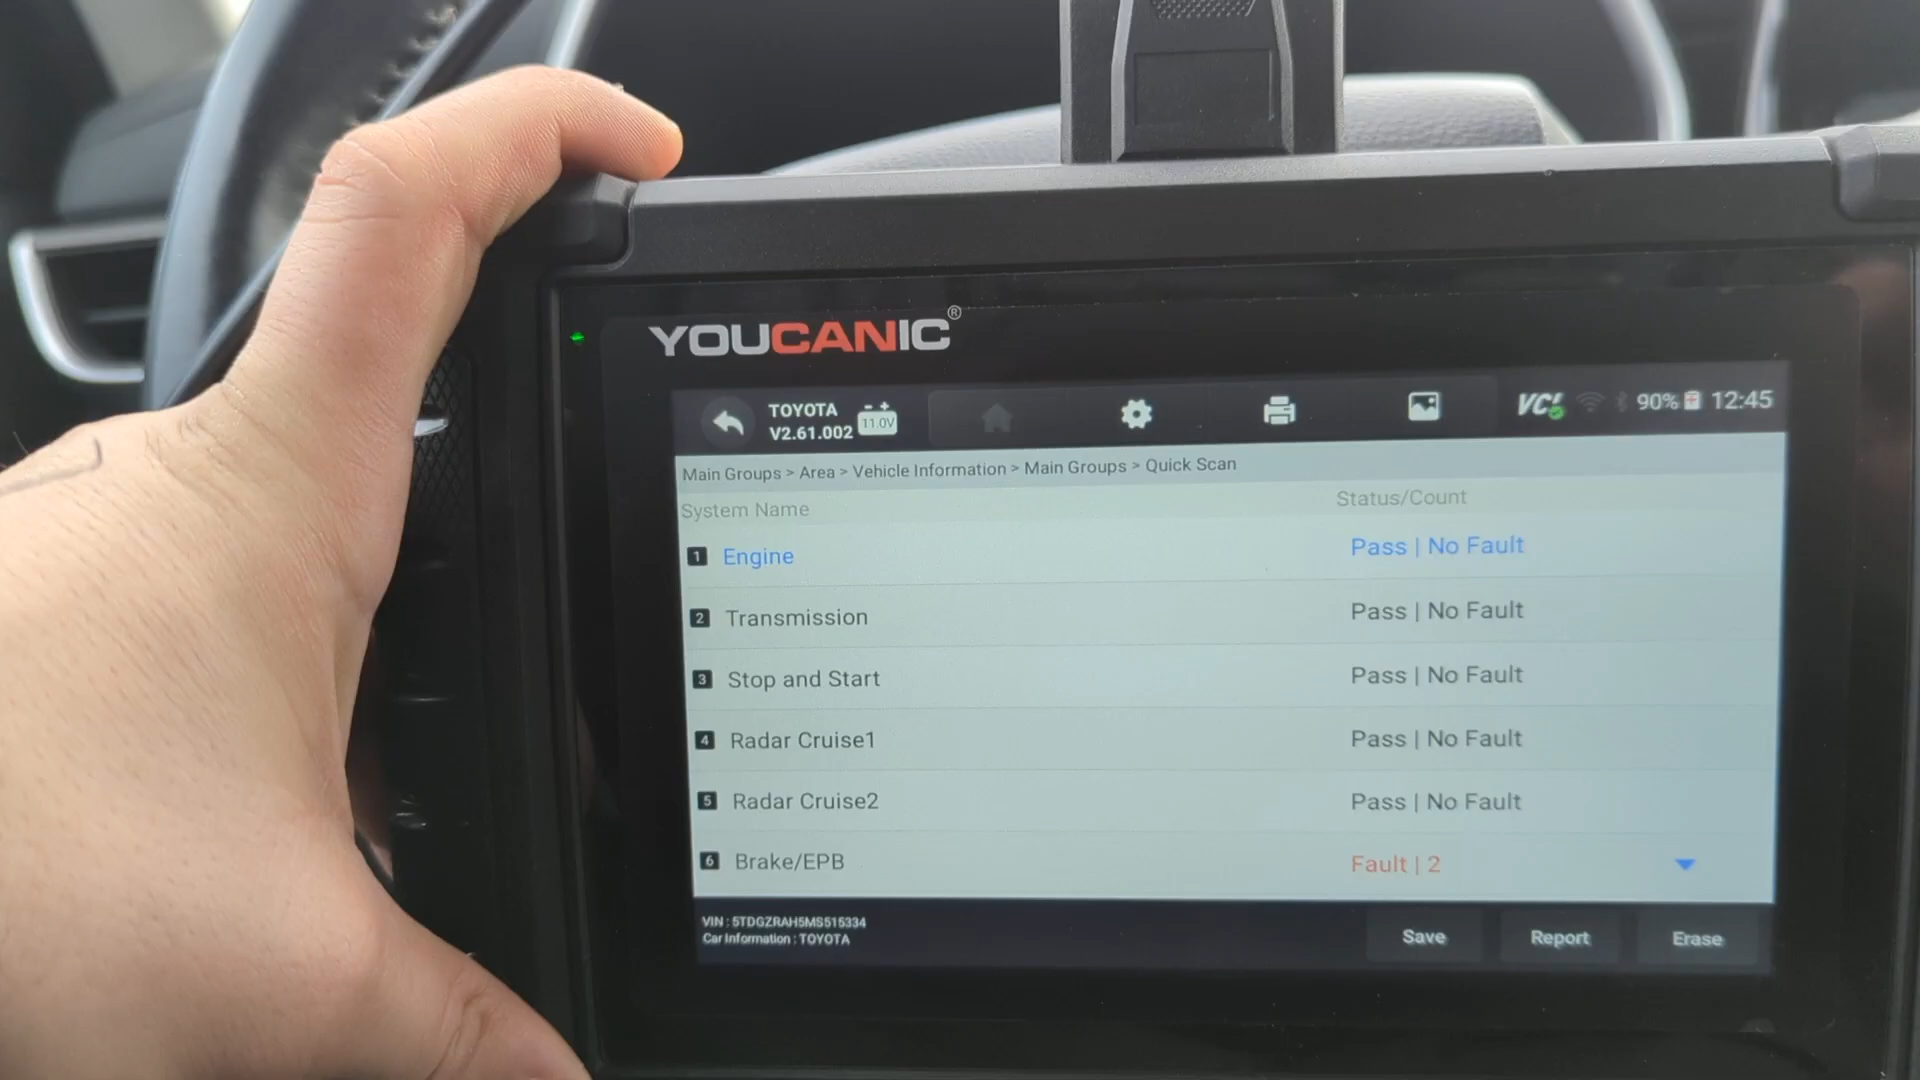 YOUCANIC®
TOYOTA
V2.61.002
- +
11.0V
VCI
90%
12:45
Main Groups > Area > Vehicle Information > Main Groups > Quick Scan
System Name Status/Count
1 Engine Pass | No Fault
2 Transmission Pass | No Fault
3 Stop and Start Pass | No Fault
4 Radar Cruise1 Pass | No Fault
5 Radar Cruise2 Pass | No Fault
6 Brake/EPB Fault | 2
VIN : 5TDGZRAH5MS515334
Car Information : TOYOTA
Save Report Erase